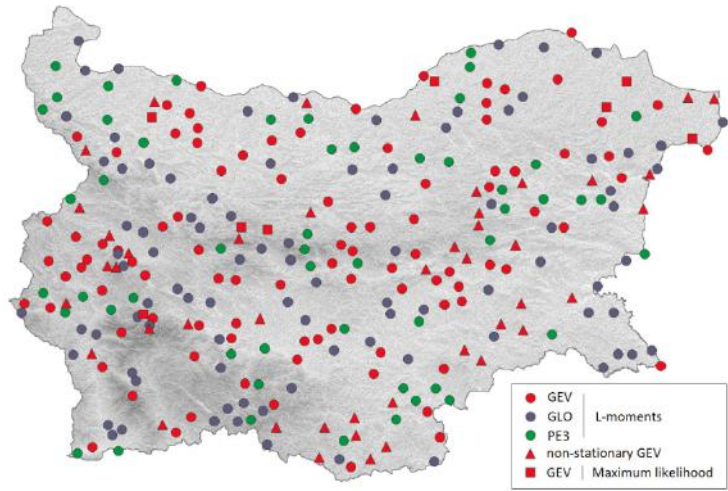 GEV
GLO | L-moments
PE3
non-stationary GEV
GEV | Maximum likelihood